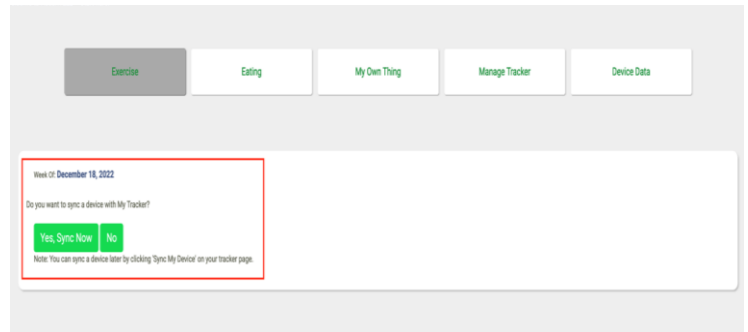 Exercise
Eating
My Own Thing
Manage Tracker
Device Data
Week Of: December 18, 2022
Do you want to sync a device with My Tracker?
Yes, Sync Now
No
Note: You can sync a device later by clicking 'Sync My Device' on your tracker page.